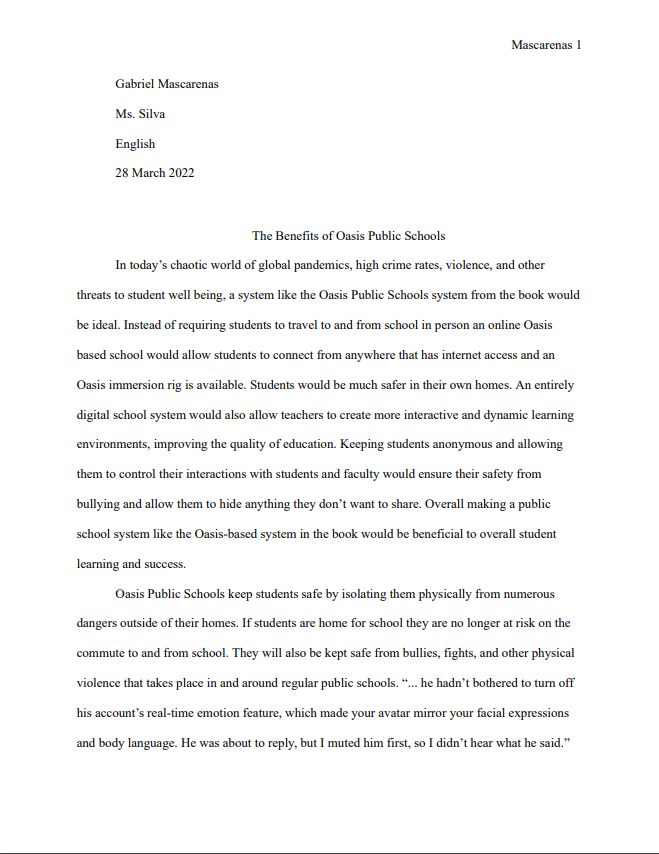 Mascarenas 1
Gabriel Mascarenas
Ms. Silva
English
28 March 2022
The Benefits of Oasis Public Schools
In today’s chaotic world of global pandemics, high crime rates, violence, and other
threats to student well being, a system like the Oasis Public Schools system from the book would
be ideal. Instead of requiring students to travel to and from school in person an online Oasis
based school would allow students to connect from anywhere that has internet access and an
Oasis immersion rig is available. Students would be much safer in their own homes. An entirely
digital school system would also allow teachers to create more interactive and dynamic learning
environments, improving the quality of education. Keeping students anonymous and allowing
them to control their interactions with students and faculty would ensure their safety from
bullying and allow them to hide anything they don’t want to share. Overall making a public
school system like the Oasis-based system in the book would be beneficial to overall student
learning and success.
Oasis Public Schools keep students safe by isolating them physically from numerous
dangers outside of their homes. If students are home for school they are no longer at risk on the
commute to and from school. They will also be kept safe from bullies, fights, and other physical
violence that takes place in and around regular public schools. “... he hadn’t bothered to turn off
his account’s real-time emotion feature, which made your avatar mirror your facial expressions
and body language. He was about to reply, but I muted him first, so I didn’t hear what he said.”